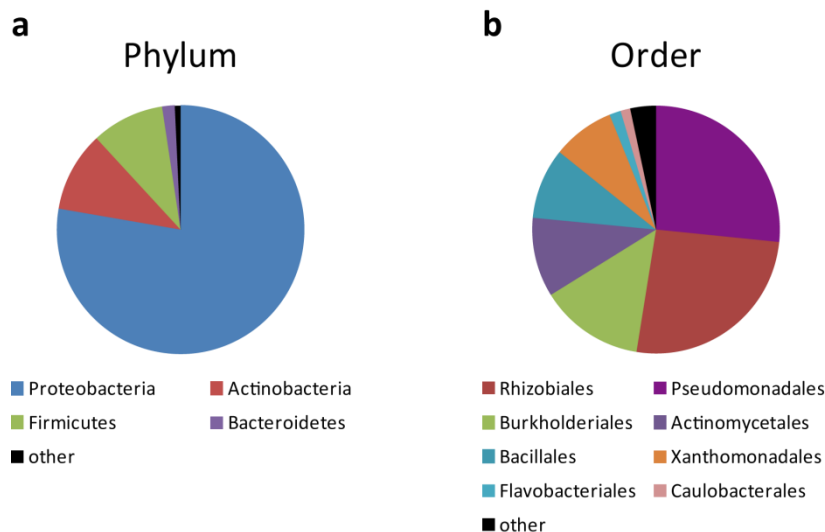 a
Phylum
Proteobacteria Actinobacteria
Firmicutes Bacteroidetes
other
b
Order
Rhizobiales Pseudomonadales
Burkholderiales Actinomycetales
Bacillales Xanthomonadales
Flavobacteriales Caulobacterales
other